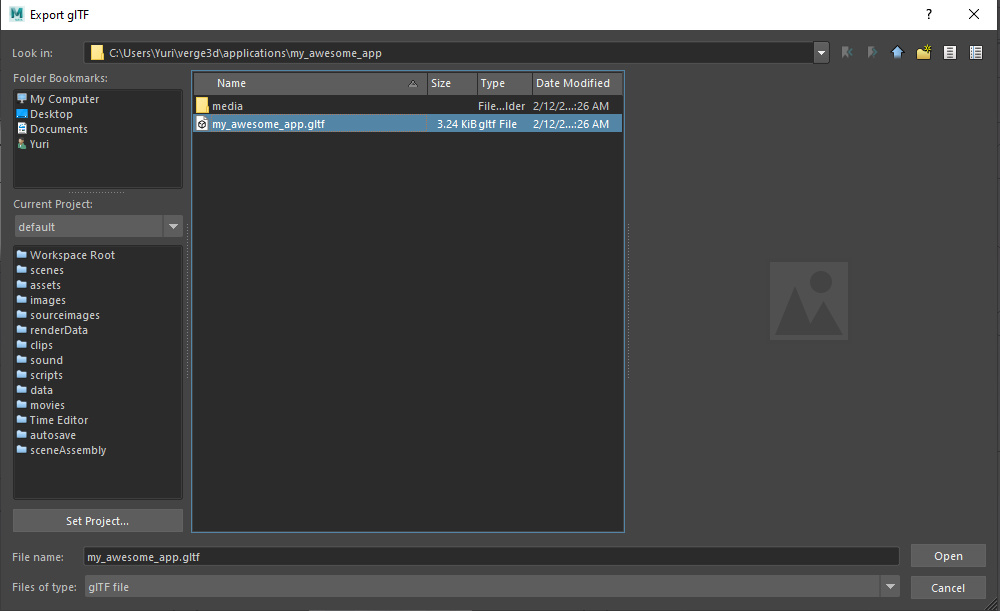 M
Export glTF
?
Look in:
C:\Users\Yuri\verge3d\applications\my_awesome_app
Folder Bookmarks:
My Computer
Desktop
Documents
Yuri
Current Project:
default
Workspace Root
scenes
assets
images
sourceimages
renderData
clips
sound
scripts
data
movies
Time Editor
autosave
sceneAssembly
Set Project...
Name Size Type Date Modified
media File...lder 2/12/2...:26 AM
my_awesome_app.gltf 3.24 KiB gltf File 2/12/2...:26 AM
File name: my_awesome_app.gltf Open
Files of type: glTF file Cancel